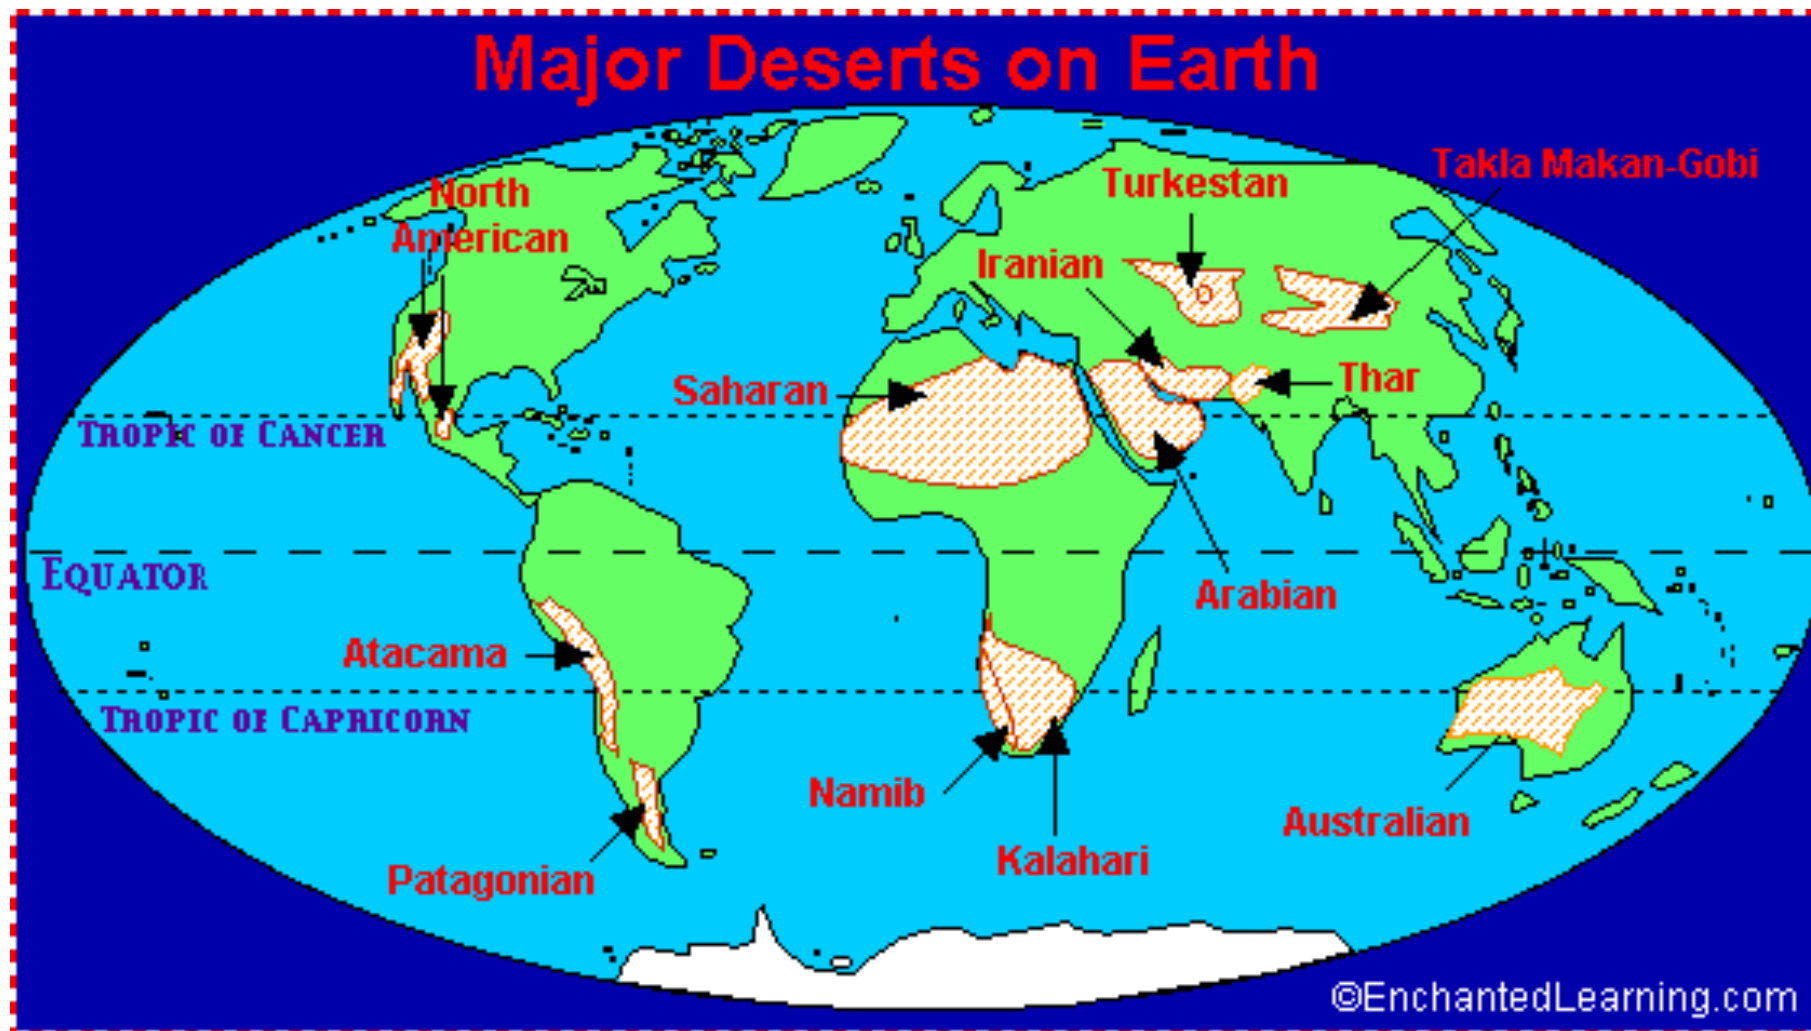 Major Deserts on Earth
Takla Makan-Gobi
North
American
Turkestan
Iranian
Saharan
Thar
Tropic of Cancer
Equator
Arabian
Atacama
Tropic of Capricorn
Namib
Australian
Kalahari
Patagonian
©EnchantedLearning.com